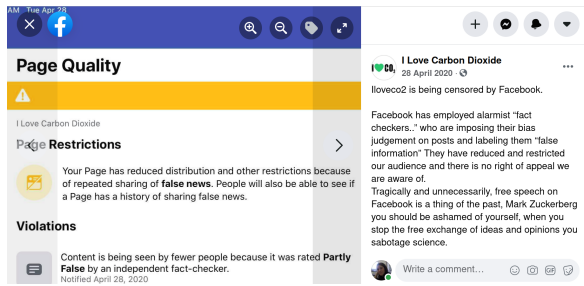 AM Tue Apr 28
Page Quality
I Love Carbon Dioxide
Page Restrictions
Your Page has reduced distribution and other restrictions because
of repeated sharing of false news. People will also be able to see if
a Page has a history of sharing false news.
Violations
Content is being seen by fewer people because it was rated Partly
False by an independent fact-checker.
Notified April 28, 2020
I Love Carbon Dioxide
28 April 2020 ·
Iloveco2 is being censored by Facebook.
Facebook has employed alarmist “fact
checkers..” who are imposing their bias
judgement on posts and labeling them “false
information” They have reduced and restricted
our audience and there is no right of appeal we
are aware of.
Tragically and unnecessarily, free speech on
Facebook is a thing of the past, Mark Zuckerberg
you should be ashamed of yourself, when you
stop the free exchange of ideas and opinions you
sabotage science.
Write a comment…
GIF